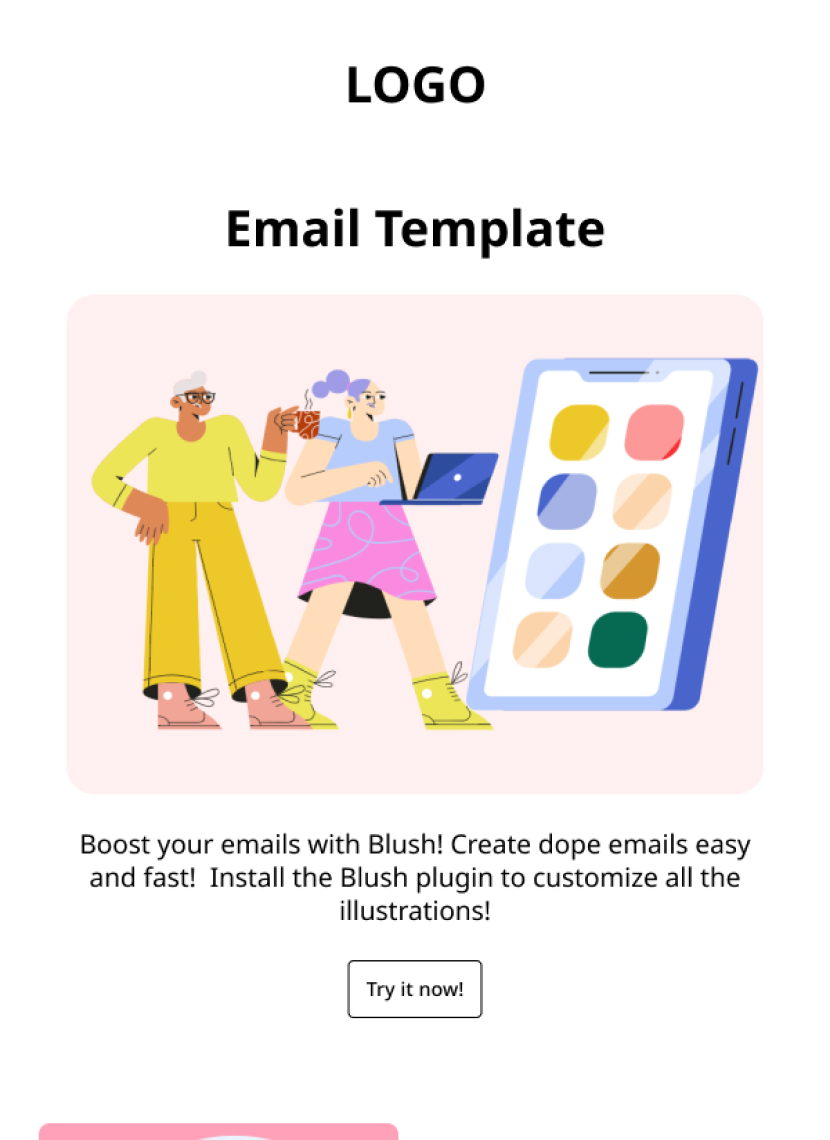 LOGO
Email Template
Boost your emails with Blush! Create dope emails easy
and fast!  Install the Blush plugin to customize all the
illustrations!
Try it now!